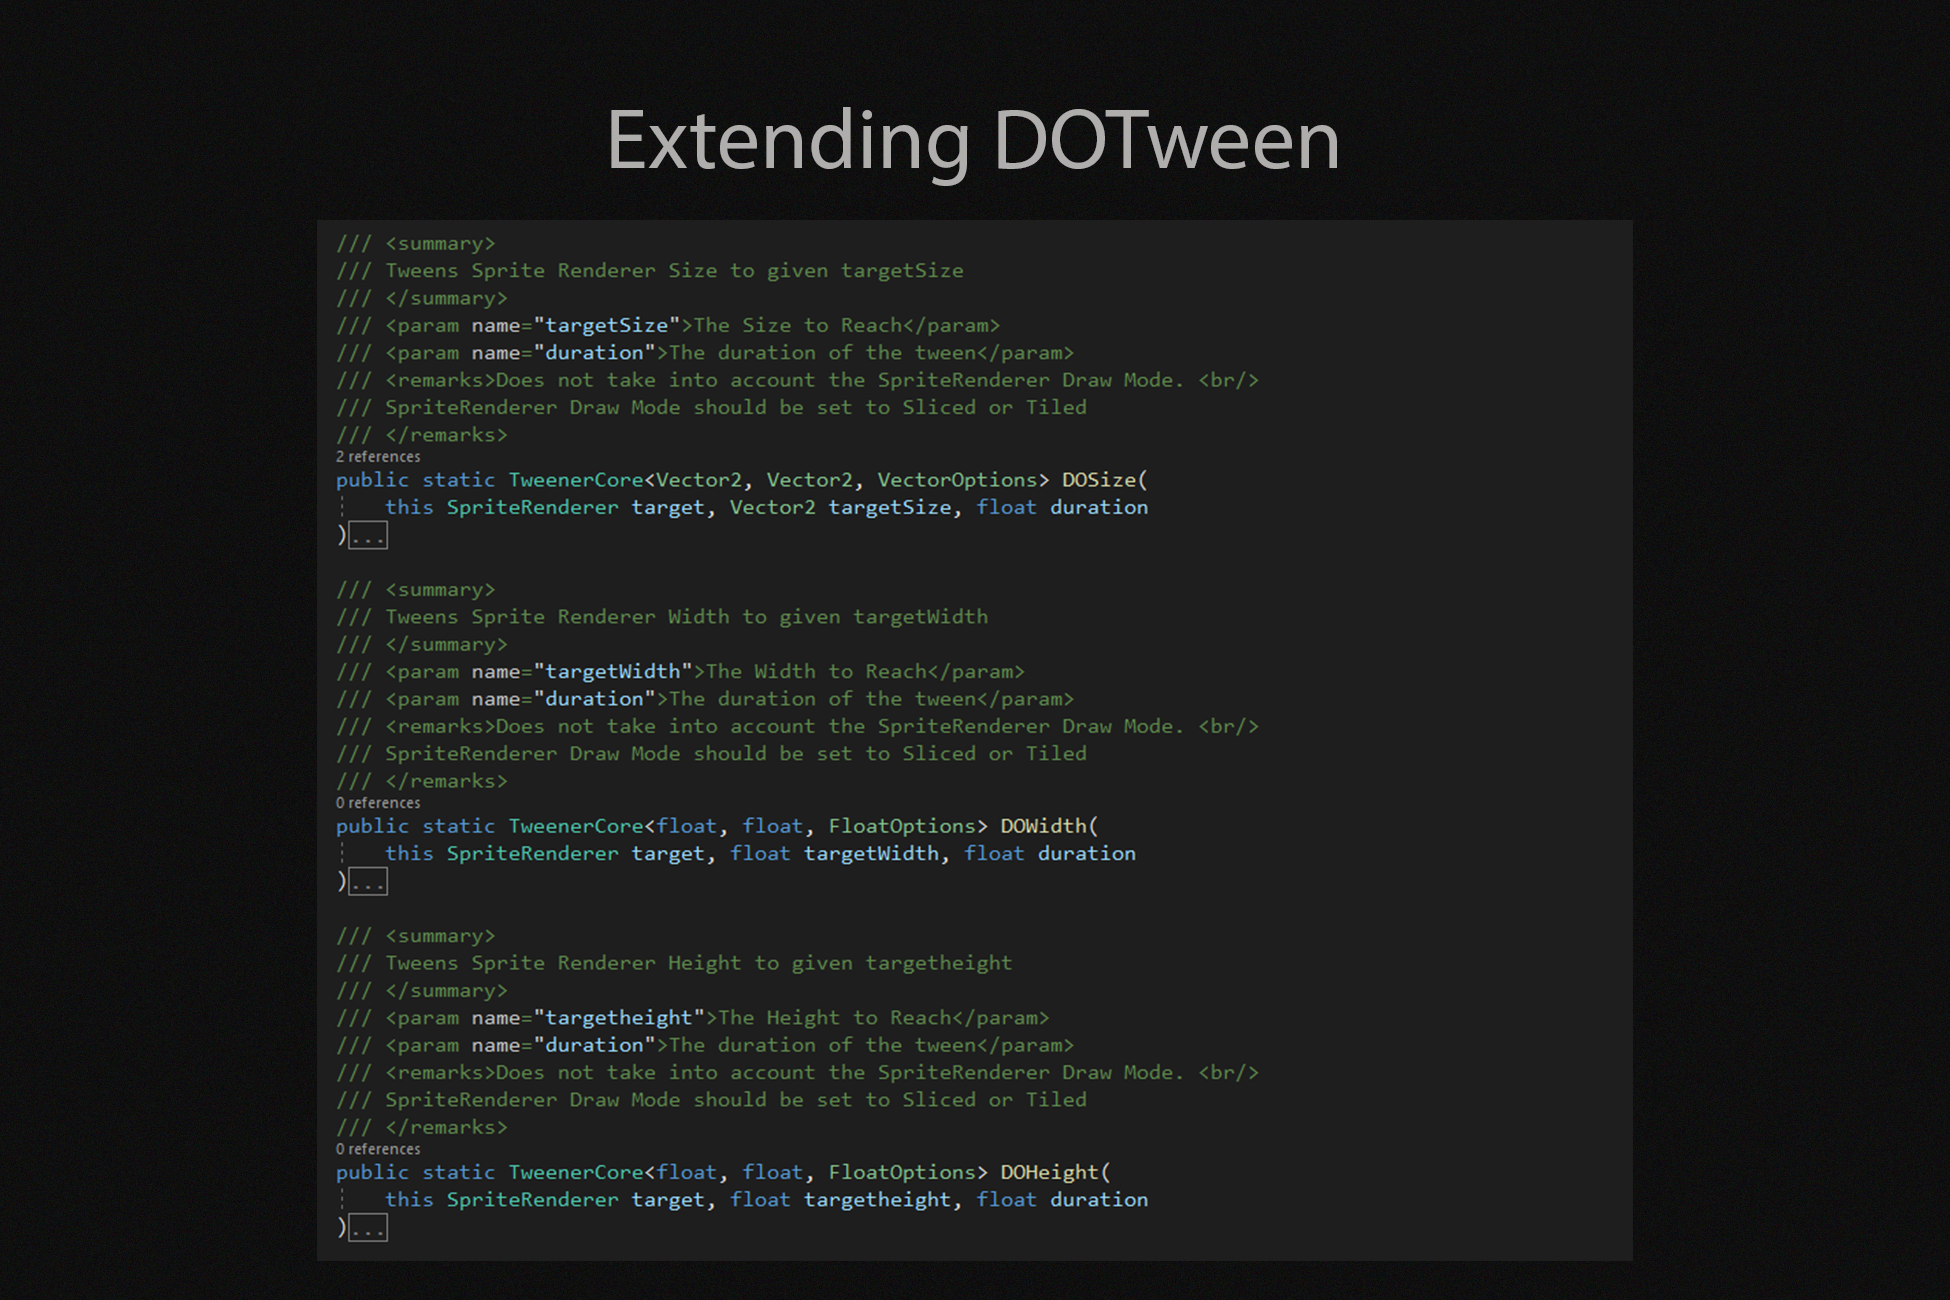 Extending DOTween
/// <summary>
/// Tweens Sprite Renderer Size to given targetSize
/// </summary>
/// <param name="targetSize">The Size to Reach</param>
/// <param name="duration">The duration of the tween</param>
/// <remarks>Does not take into account the SpriteRenderer Draw Mode. <br/>
/// SpriteRenderer Draw Mode should be set to Sliced or Tiled
/// </remarks>
2 references
public static TweenerCore<Vector2, Vector2, VectorOptions> DOSize(
this SpriteRenderer target, Vector2 targetSize, float duration
)...
/// <summary>
/// Tweens Sprite Renderer Width to given targetWidth
/// </summary>
/// <param name="targetWidth">The Width to Reach</param>
/// <param name="duration">The duration of the tween</param>
/// <remarks>Does not take into account the SpriteRenderer Draw Mode. <br/>
/// SpriteRenderer Draw Mode should be set to Sliced or Tiled
/// </remarks>
0 references
public static TweenerCore<float, float, FloatOptions> DOWidth(
this SpriteRenderer target, float targetWidth, float duration
)...
/// <summary>
/// Tweens Sprite Renderer Height to given targetheight
/// </summary>
/// <param name="targetheight">The Height to Reach</param>
/// <param name="duration">The duration of the tween</param>
/// <remarks>Does not take into account the SpriteRenderer Draw Mode. <br/>
/// SpriteRenderer Draw Mode should be set to Sliced or Tiled
/// </remarks>
0 references
public static TweenerCore<float, float, FloatOptions> DOHeight(
this SpriteRenderer target, float targetheight, float duration
)...